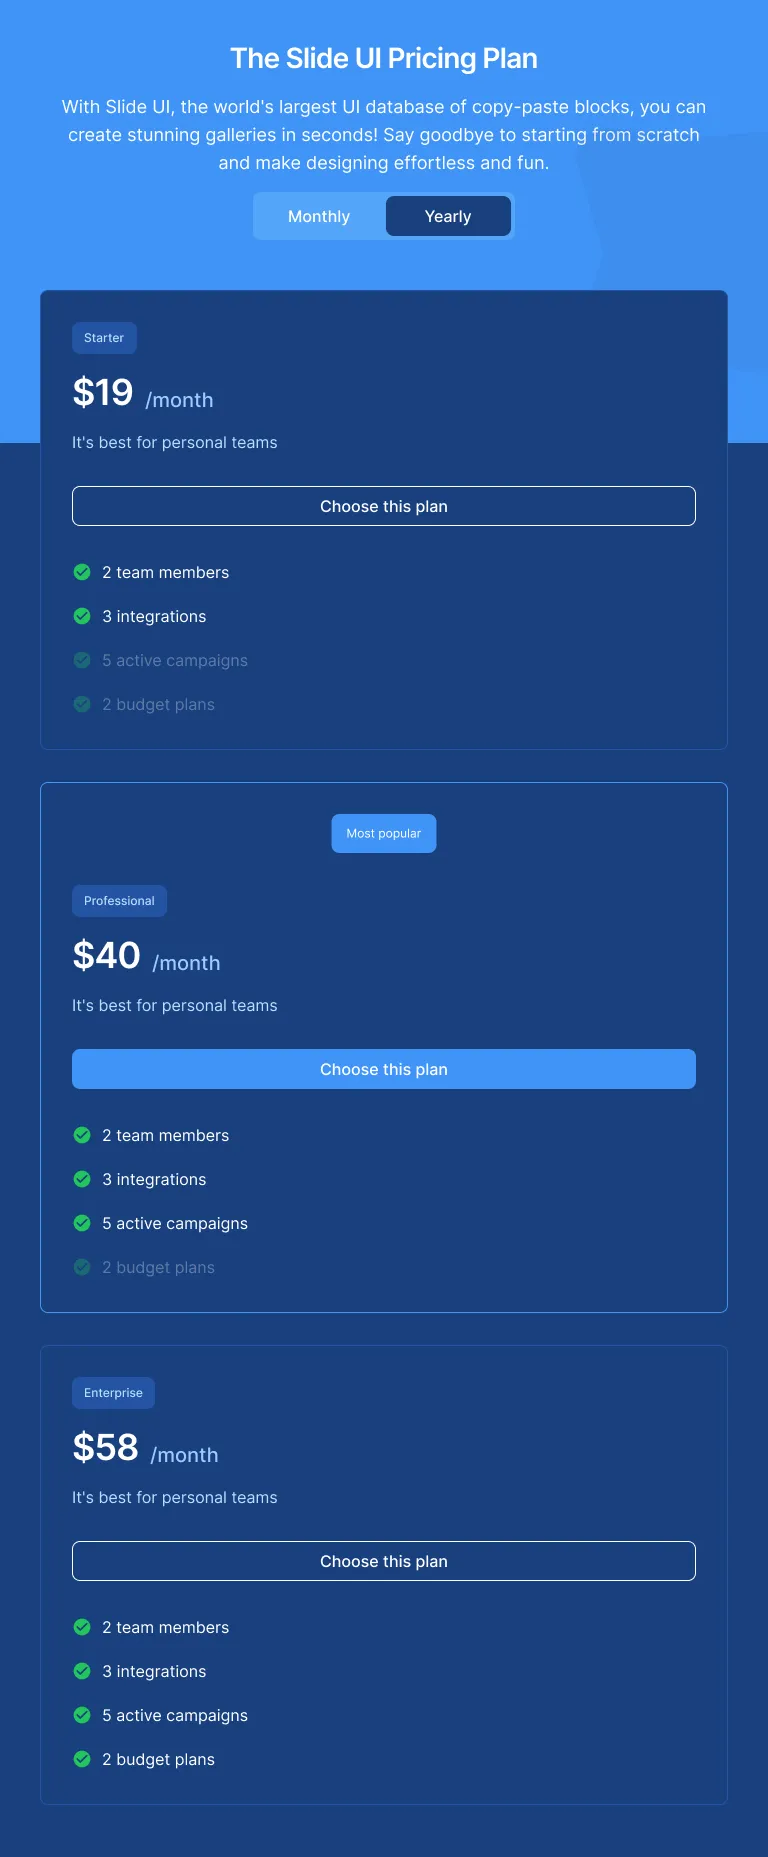 The Slide UI Pricing Plan
With Slide UI, the world's largest UI database of copy-paste blocks, you can
create stunning galleries in seconds! Say goodbye to starting from scratch
and make designing effortless and fun.
Monthly
Yearly
Starter
$19 /month
It's best for personal teams
Choose this plan
2 team members
3 integrations
5 active campaigns
2 budget plans
Most popular
Professional
$40 /month
It's best for personal teams
Choose this plan
2 team members
3 integrations
5 active campaigns
2 budget plans
Enterprise
$58 /month
It's best for personal teams
Choose this plan
2 team members
3 integrations
5 active campaigns
2 budget plans